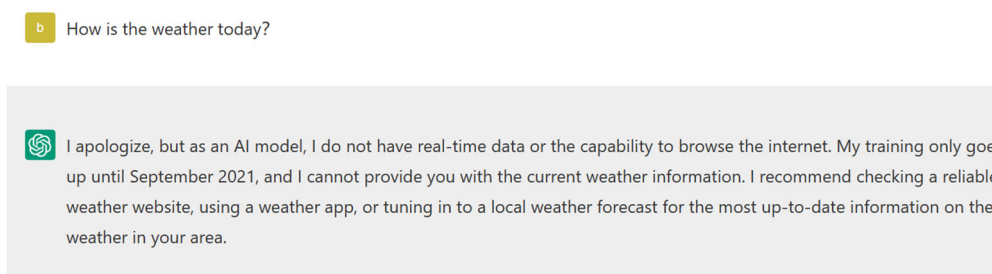 b
How is the weather today?
I apologize, but as an AI model, I do not have real-time data or the capability to browse the internet. My training only goe
up until September 2021, and I cannot provide you with the current weather information. I recommend checking a reliable
weather website, using a weather app, or tuning in to a local weather forecast for the most up-to-date information on the
weather in your area.